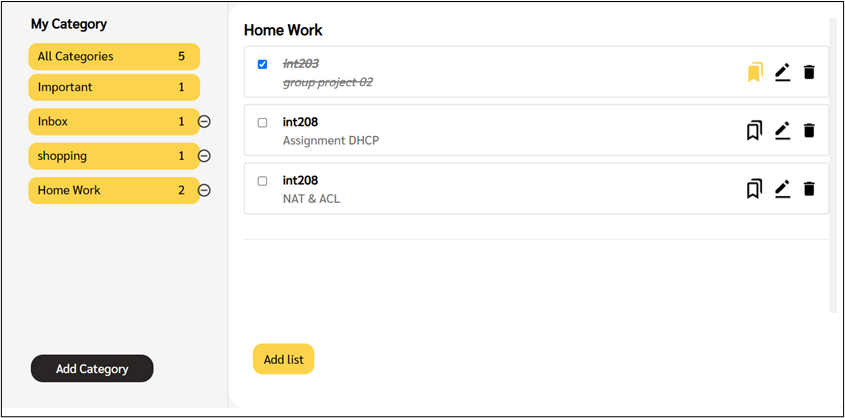 My Category
All Categories 5
Important 1
Inbox 1
shopping 1
Home Work 2
Add Category
Home Work
int203
group project 02
int208
Assignment DHCP
int208
NAT & ACL
Add list